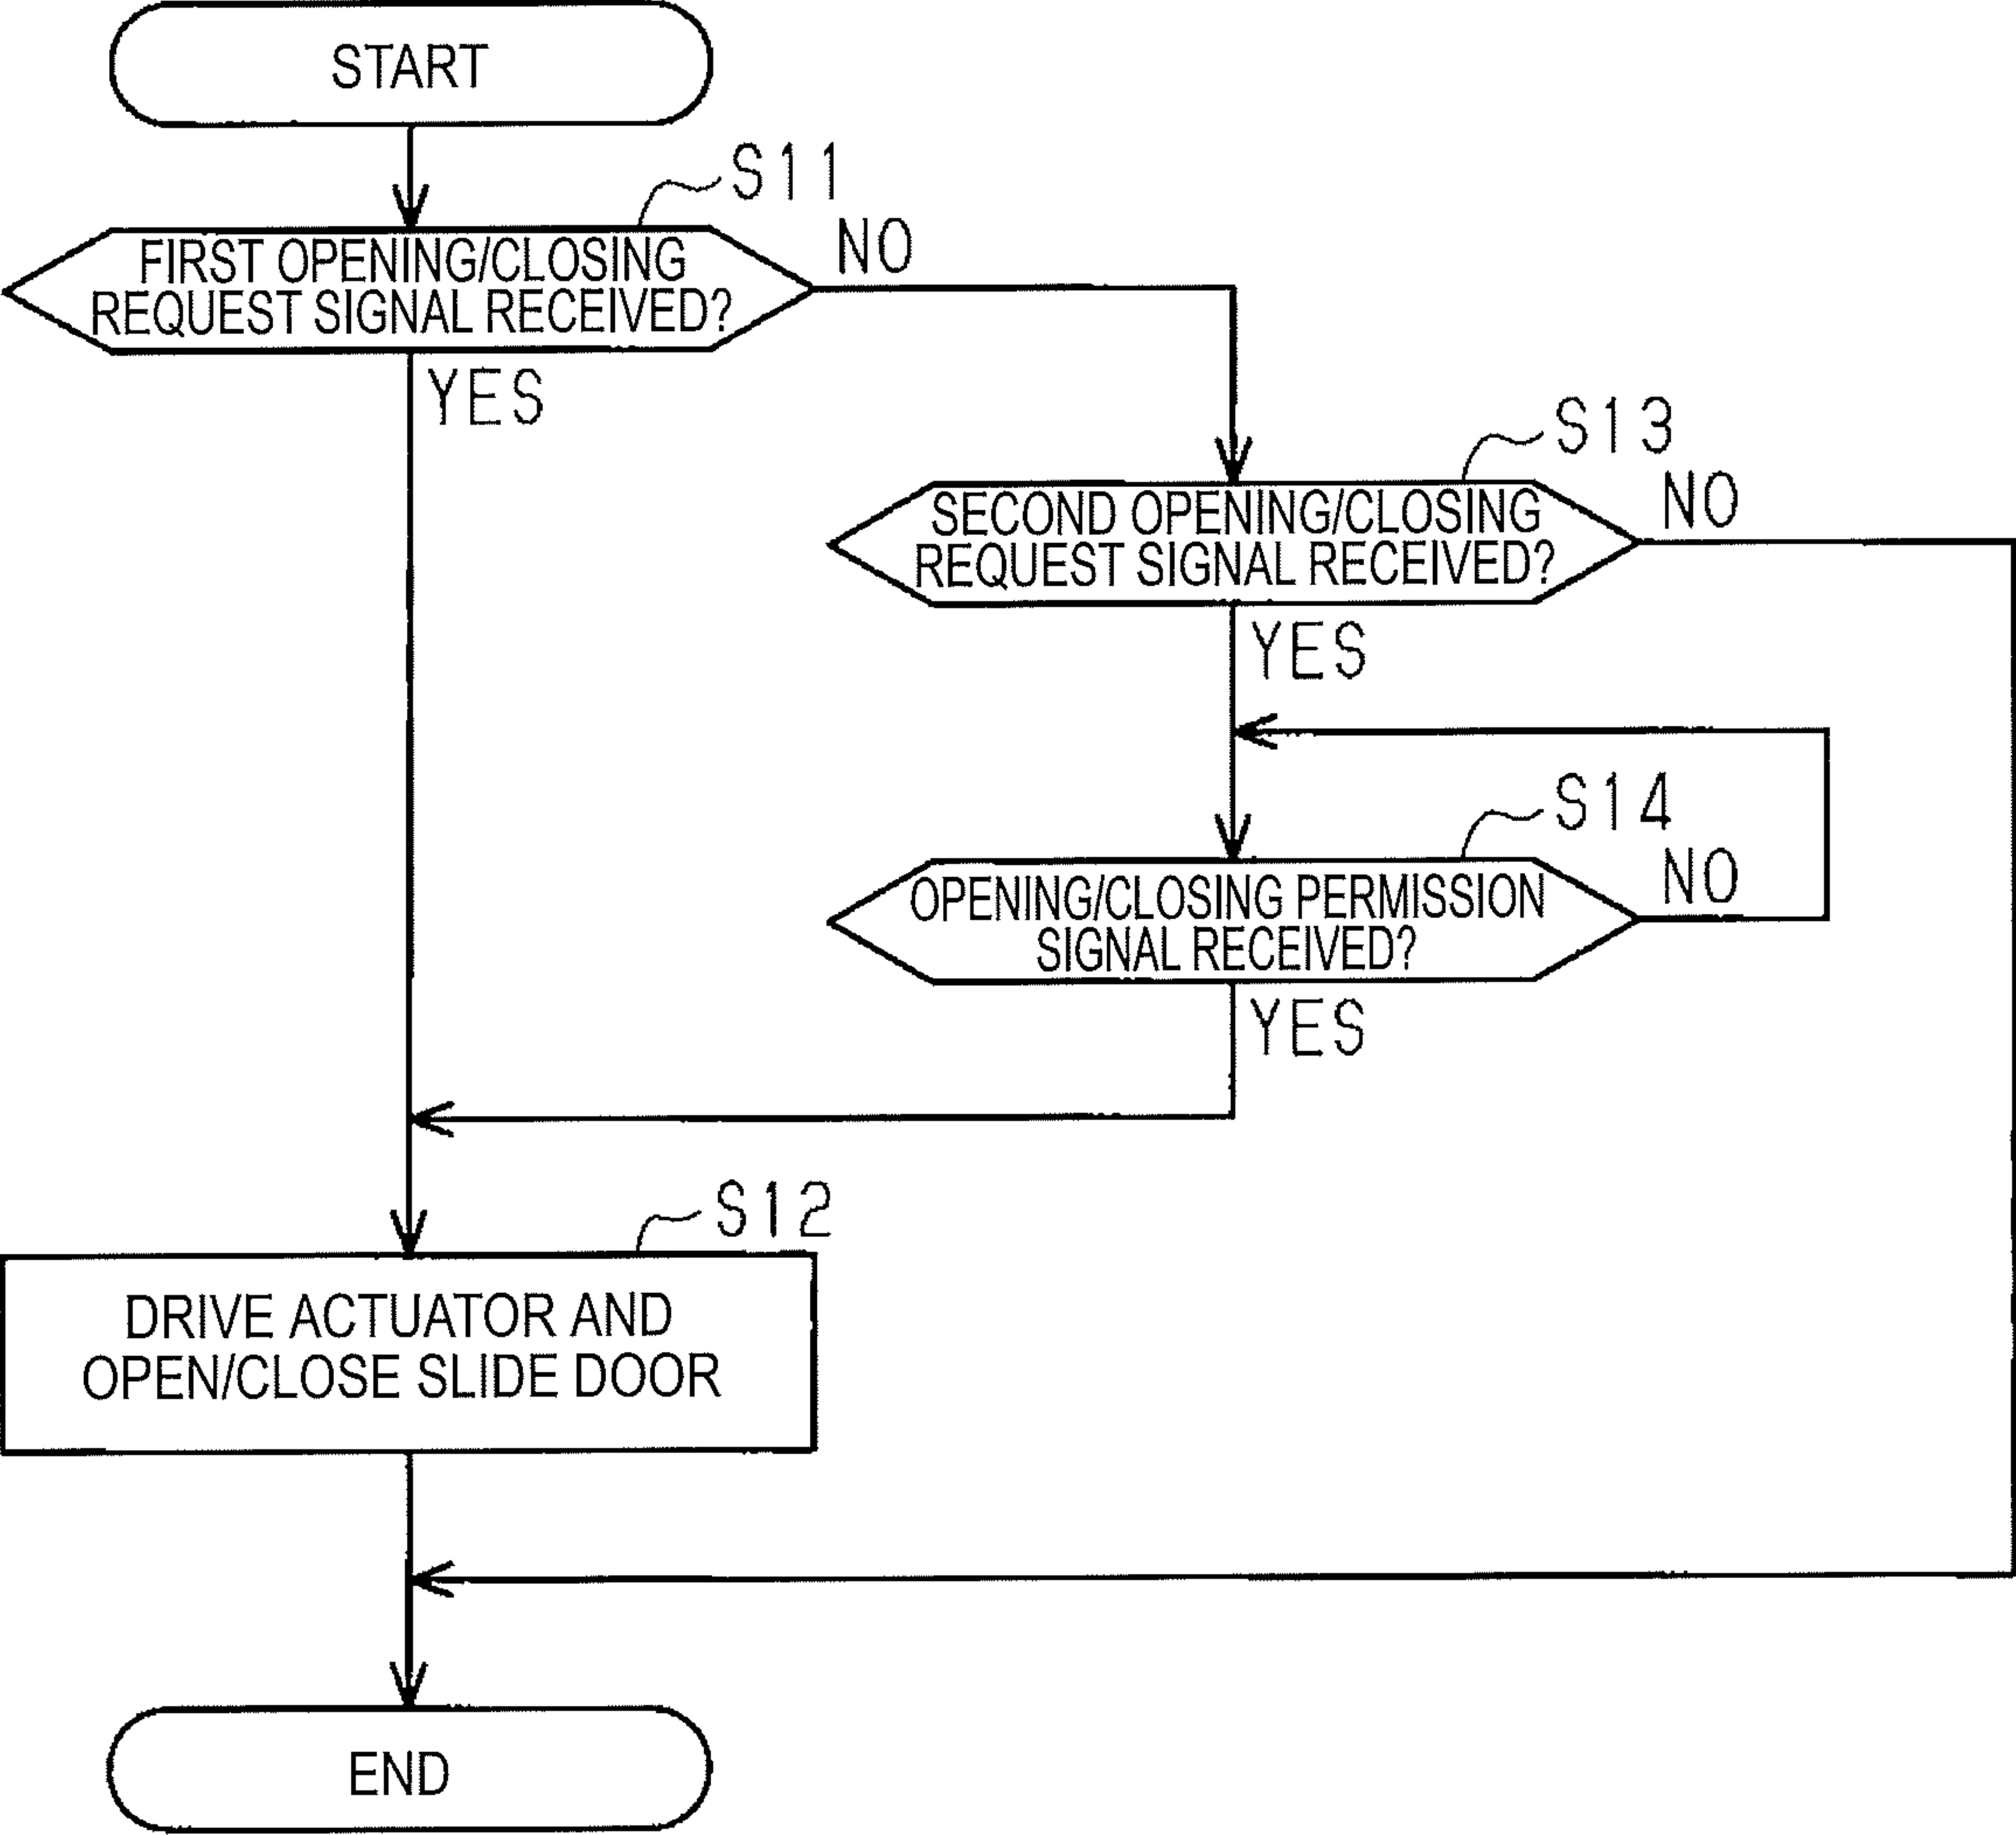 START
S11
FIRST OPENING/CLOSING
REQUEST SIGNAL RECEIVED?
NO
YES
S13
SECOND OPENING/CLOSING
REQUEST SIGNAL RECEIVED?
NO
YES
S14
OPENING/CLOSING PERMISSION
SIGNAL RECEIVED?
NO
YES
S12
DRIVE ACTUATOR AND
OPEN/CLOSE SLIDE DOOR
END